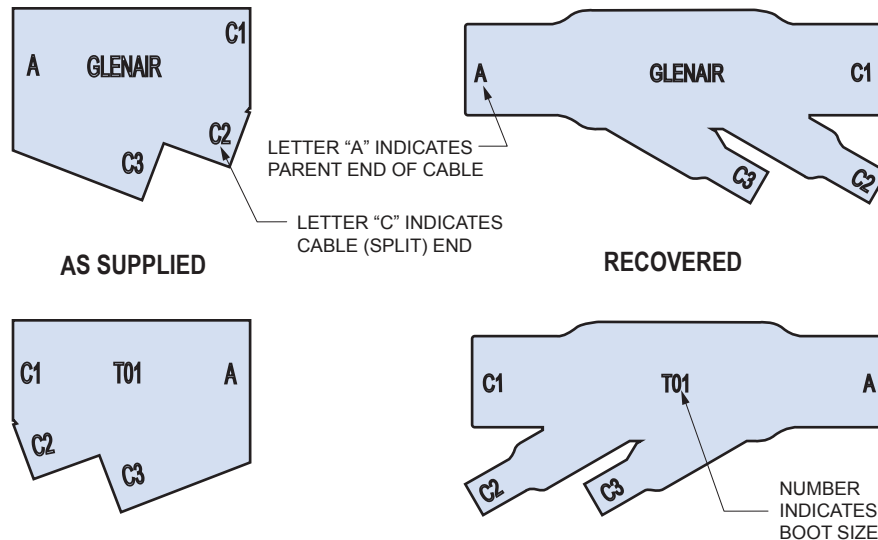 A GLENAIR C1
C2
C3
A GLENAIR C1
C3
C2
LETTER “A” INDICATES
PARENT END OF CABLE
LETTER “C” INDICATES
CABLE (SPLIT) END
AS SUPPLIED
RECOVERED
C1 T01 A
C2
C3
C1 T01 A
C2 C3
NUMBER
INDICATES
BOOT SIZE